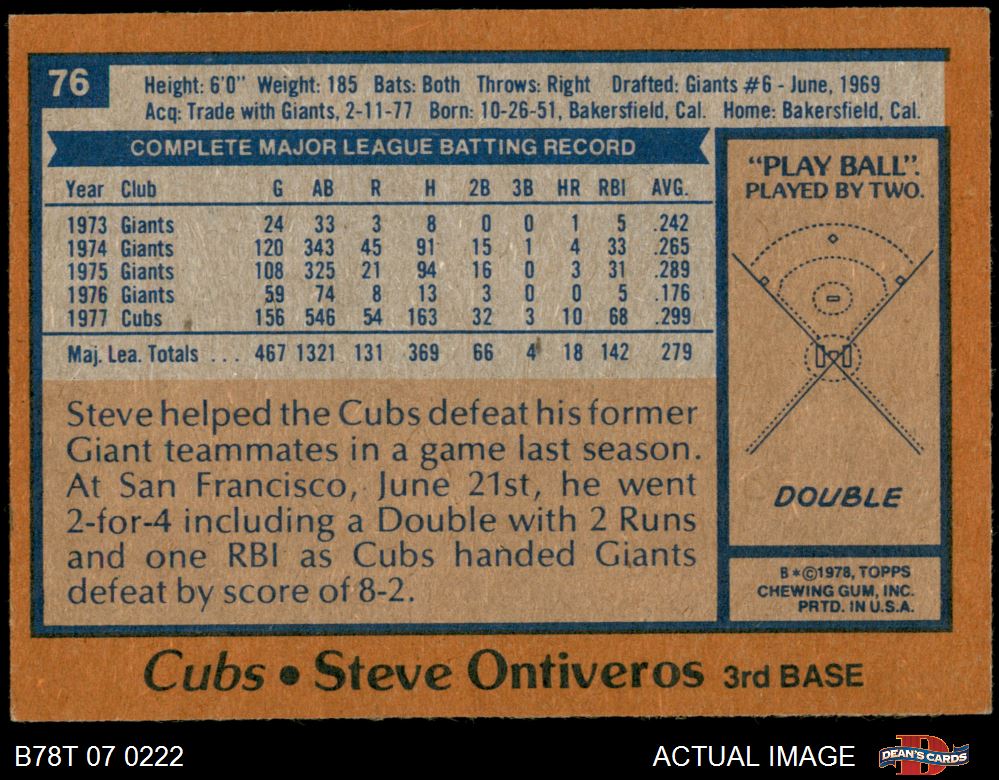 76
Height: 6'0" Weight: 185 Bats: Both Throws: Right Drafted: Giants #6 - June, 1969
Acq: Trade with Giants, 2-11-77 Born: 10-26-51, Bakersfield, Cal. Home: Bakersfield, Cal.
COMPLETE MAJOR LEAGUE BATTING RECORD
Year Club G AB R H 2B 3B HR RBI AVG.
1973 Giants 24 33 3 8 0 0 1 5 .242
1974 Giants 120 343 45 91 15 1 4 33 .265
1975 Giants 108 325 21 94 16 0 3 31 .289
1976 Giants 59 74 8 13 3 0 0 5 .176
1977 Cubs 156 546 54 163 32 3 10 68 .299
Maj. Lea. Totals ... 467 1321 131 369 66 4 18 142 279
Steve helped the Cubs defeat his former
Giant teammates in a game last season.
At San Francisco, June 21st, he went
2-for-4 including a Double with 2 Runs
and one RBI as Cubs handed Giants
defeat by score of 8-2.
"PLAY BALL".
PLAYED BY TWO.
DOUBLE
B*©1978, TOPPS
CHEWING GUM, INC.
PRTD. IN U.S.A.
Cubs • Steve Ontiveros 3rd BASE
B78T 07 0222
ACTUAL IMAGE
DEAN'S CARDS